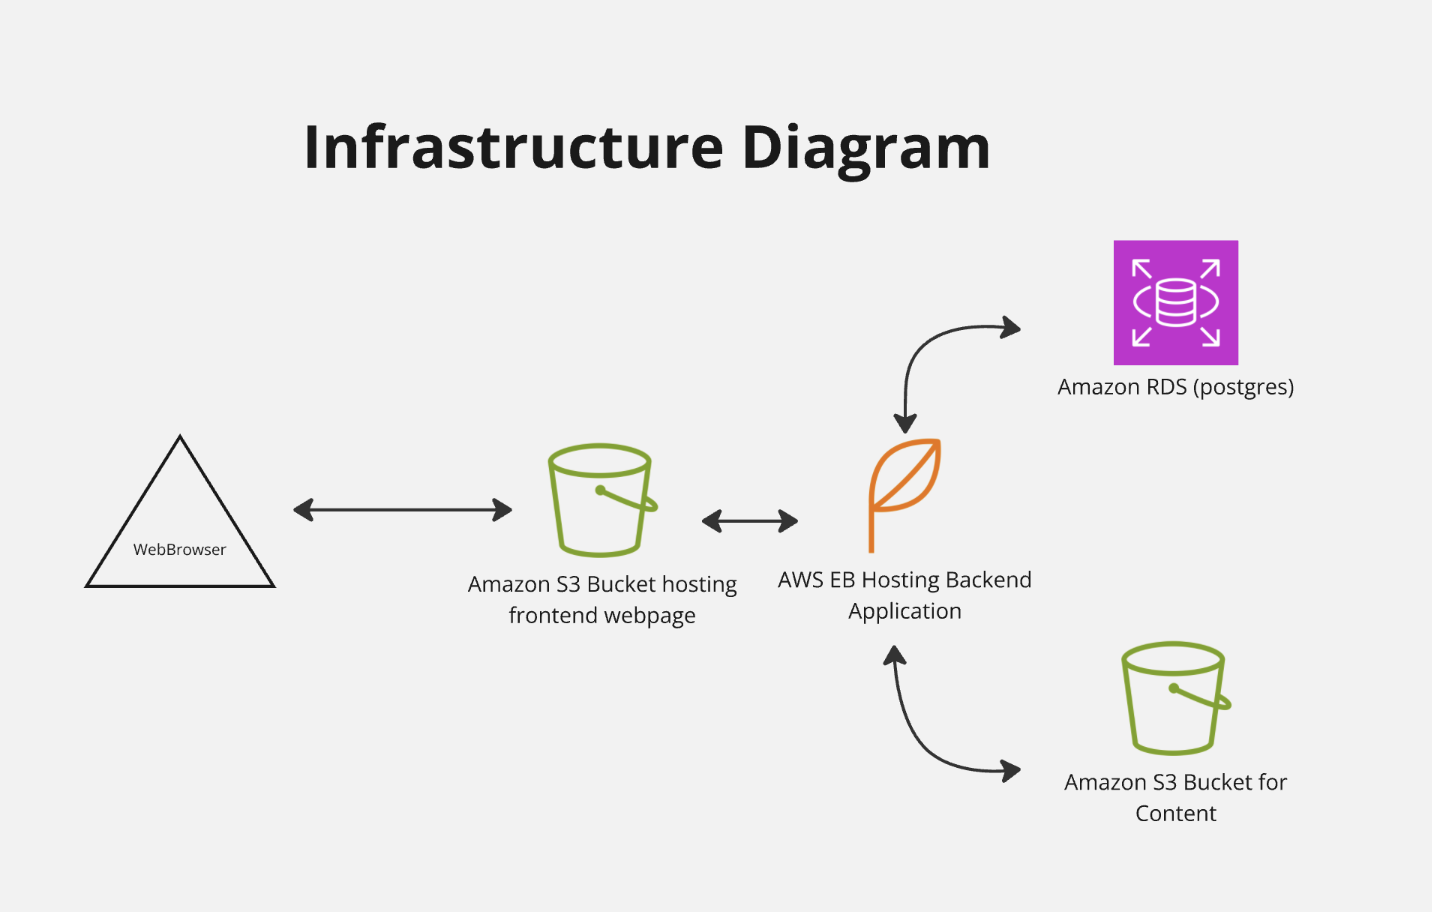 Infrastructure Diagram
Amazon RDS (postgres)
WebBrowser
Amazon S3 Bucket hosting
frontend webpage
AWS EB Hosting Backend
Application
Amazon S3 Bucket for
Content